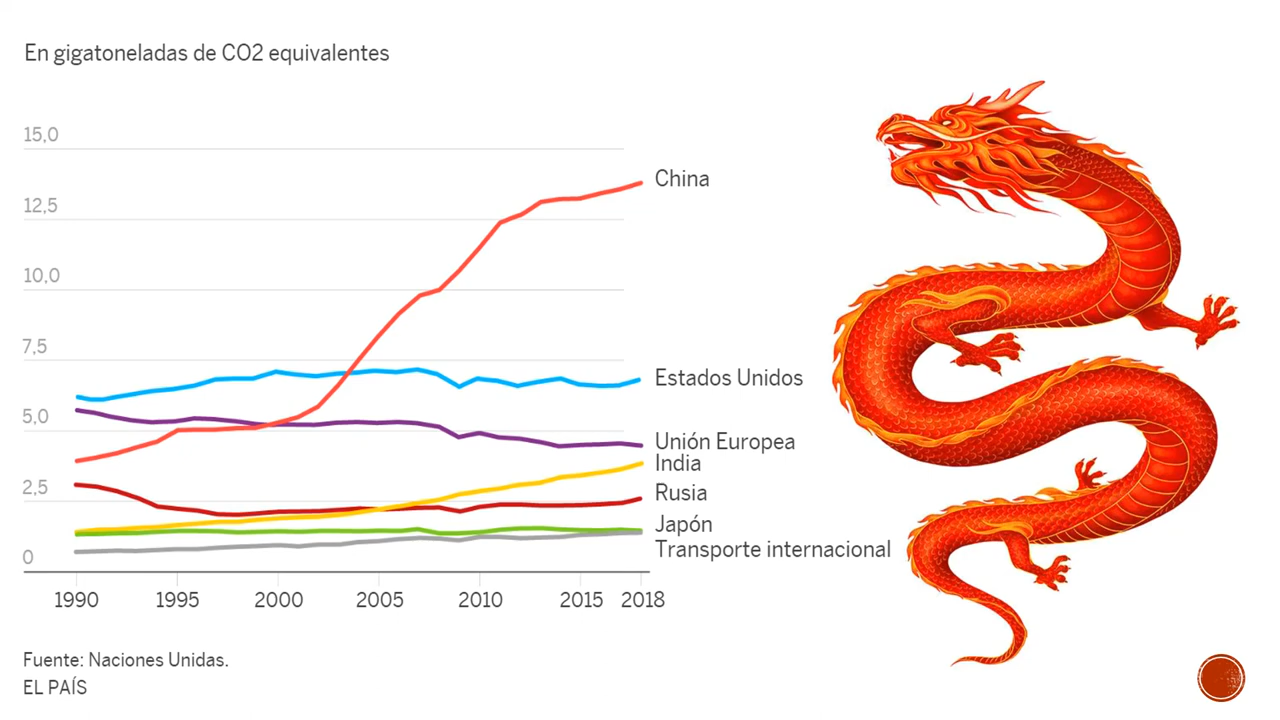 En gigatoneladas de CO2 equivalentes
15,0
China
12,5
10,0
7,5
Estados Unidos
5,0
Unión Europea
India
2,5
Rusia
Japón
Transporte internacional
0
1990 1995 2000 2005 2010 2015 2018
Fuente: Naciones Unidas.
EL PAÍS